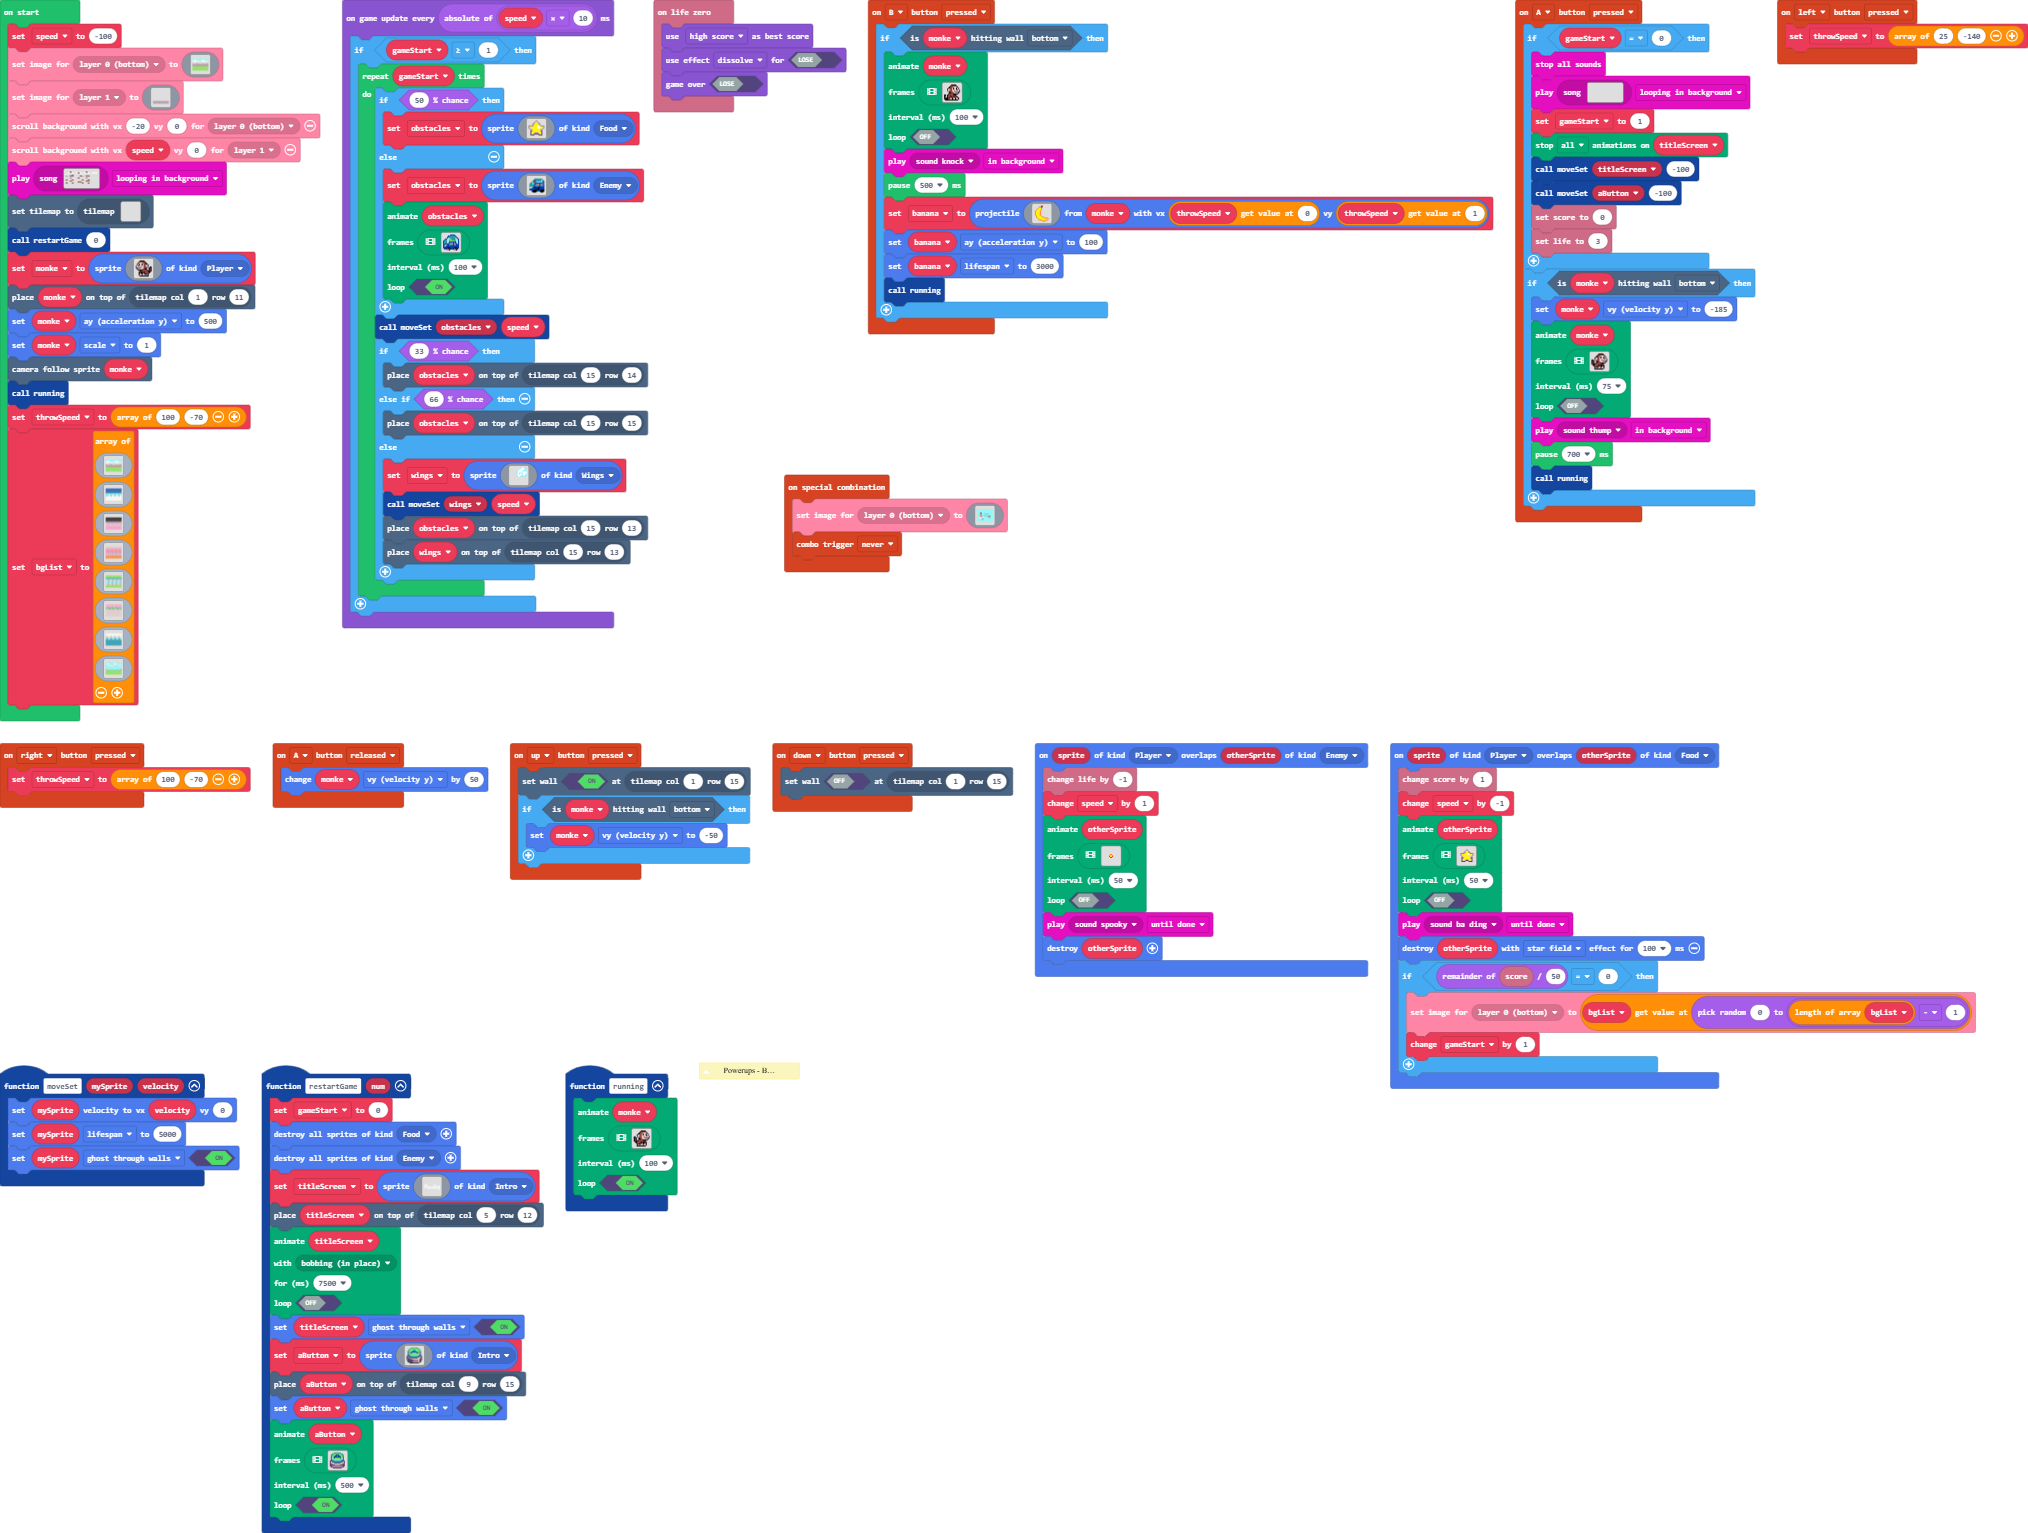 on start
set speed to -100
set image for layer 0 (bottom) to
set image for layer 1 to
scroll background with vx -20 vy 0 for layer 0 (bottom)
scroll background with vx speed vy 0 for layer 1
play song looping in background
set tilemap to tilemap
call restartGame 0
set monke to sprite of kind Player
place monke on top of tilemap col 1 row 11
set monke ay (acceleration y) to 500
set monke scale to 1
camera follow sprite monke
call running
set throwSpeed to array of 100 -70
array of
set bgList to
on game update every absolute of speed × 10 ms
if gameStart ≥ 1 then
repeat gameStart times
do
if 50 % chance then
set obstacles to sprite of kind Food
else
set obstacles to sprite of kind Enemy
animate obstacles
frames
interval (ms) 100
loop ON
call moveSet obstacles speed
if 33 % chance then
place obstacles on top of tilemap col 15 row 14
else if 66 % chance then
place obstacles on top of tilemap col 15 row 15
else
set wings to sprite of kind Wings
call moveSet wings speed
place obstacles on top of tilemap col 15 row 13
place wings on top of tilemap col 15 row 13
on life zero
use high score as best score
use effect dissolve for LOSE
game over LOSE
on B button pressed
if is monke hitting wall bottom then
animate monke
frames
interval (ms) 100
loop OFF
play sound knock in background
pause 500 ms
set banana to projectile from monke with vx throwSpeed get value at 0 vy throwSpeed get value at 1
set banana ay (acceleration y) to 100
set banana lifespan to 3000
call running
on special combination
set image for layer 0 (bottom) to
combo trigger never
on A button pressed
if gameStart = 0 then
stop all sounds
play song looping in background
set gameStart to 1
stop all animations on titleScreen
call moveSet titleScreen -100
call moveSet aButton -100
set score to 0
set life to 3
if is monke hitting wall bottom then
set monke vy (velocity y) to -185
animate monke
frames
interval (ms) 75
loop OFF
play sound thump in background
pause 700 ms
call running
on left button pressed
set throwSpeed to array of 25 -140
on right button pressed
set throwSpeed to array of 100 -70
on A button released
change monke vy (velocity y) by 50
on up button pressed
set wall ON at tilemap col 1 row 15
if is monke hitting wall bottom then
set monke vy (velocity y) to -50
on down button pressed
set wall OFF at tilemap col 1 row 15
on sprite of kind Player overlaps otherSprite of kind Enemy
change life by -1
change speed by 1
animate otherSprite
frames
interval (ms) 50
loop OFF
play sound spooky until done
destroy otherSprite
on sprite of kind Player overlaps otherSprite of kind Food
change score by 1
change speed by -1
animate otherSprite
frames
interval (ms) 50
loop OFF
play sound ba ding until done
destroy otherSprite with star field effect for 100 ms
if remainder of score / 50 = 0 then
set image for layer 0 (bottom) to bgList get value at pick random 0 to length of array bgList - 1
change gameStart by 1
function moveSet mySprite velocity
set mySprite velocity to vx velocity vy 0
set mySprite lifespan to 5000
set mySprite ghost through walls ON
function restartGame num
set gameStart to 0
destroy all sprites of kind Food
destroy all sprites of kind Enemy
set titleScreen to sprite of kind Intro
place titleScreen on top of tilemap col 5 row 12
animate titleScreen
with bobbing (in place)
for (ms) 7500
loop OFF
set titleScreen ghost through walls ON
set aButton to sprite of kind Intro
place aButton on top of tilemap col 9 row 15
set aButton ghost through walls ON
animate aButton
frames
interval (ms) 500
loop ON
function running
animate monke
frames
interval (ms) 100
loop ON
Powerups - B...